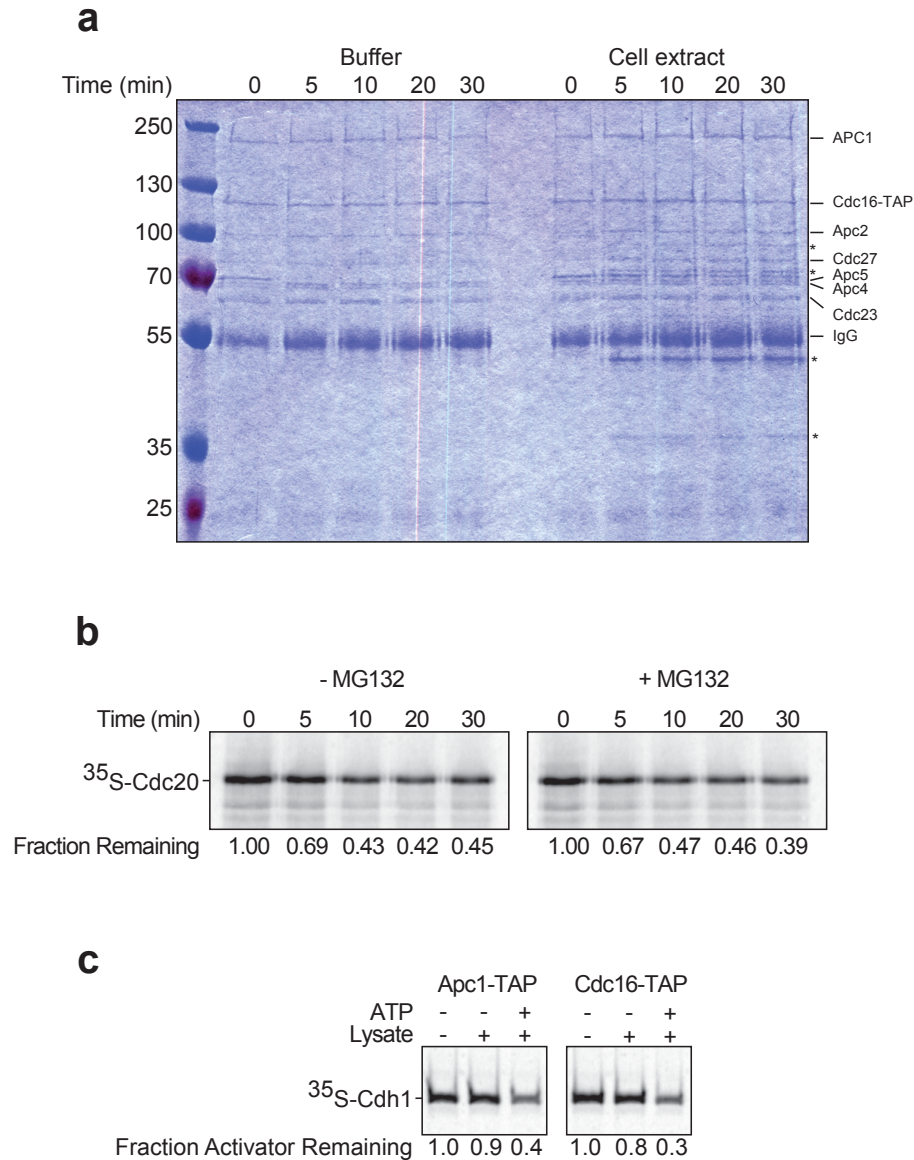 a
Buffer Cell extract
Time (min) 0 5 10 20 30 0 5 10 20 30
250
130
100
70
55
35
25
APC1
Cdc16-TAP
Apc2
*
Cdc27
*
Apc5
Apc4
Cdc23
IgG
*
*
b
- MG132 + MG132
Time (min) 0 5 10 20 30 0 5 10 20 30
35S-Cdc20
Fraction Remaining 1.00 0.69 0.43 0.42 0.45 1.00 0.67 0.47 0.46 0.39
c
Apc1-TAP Cdc16-TAP
ATP - - + - - +
Lysate - + + - + +
35S-Cdh1
Fraction Activator Remaining 1.0 0.9 0.4 1.0 0.8 0.3